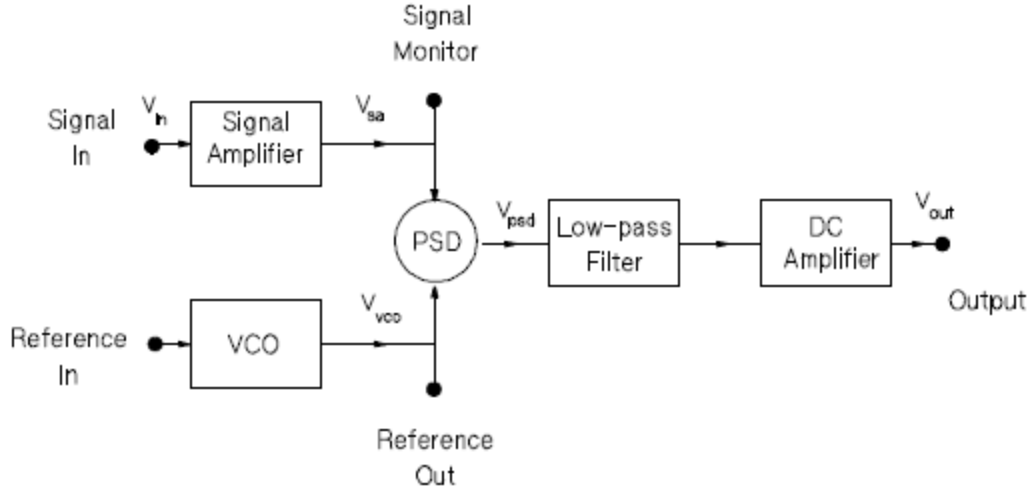 Signal
Monitor
Signal
In
V_in
Signal
Amplifier
V_sa
PSD
V_psd
Low-pass
Filter
DC
Amplifier
V_out
Output
Reference
In
VCO
V_vco
Reference
Out